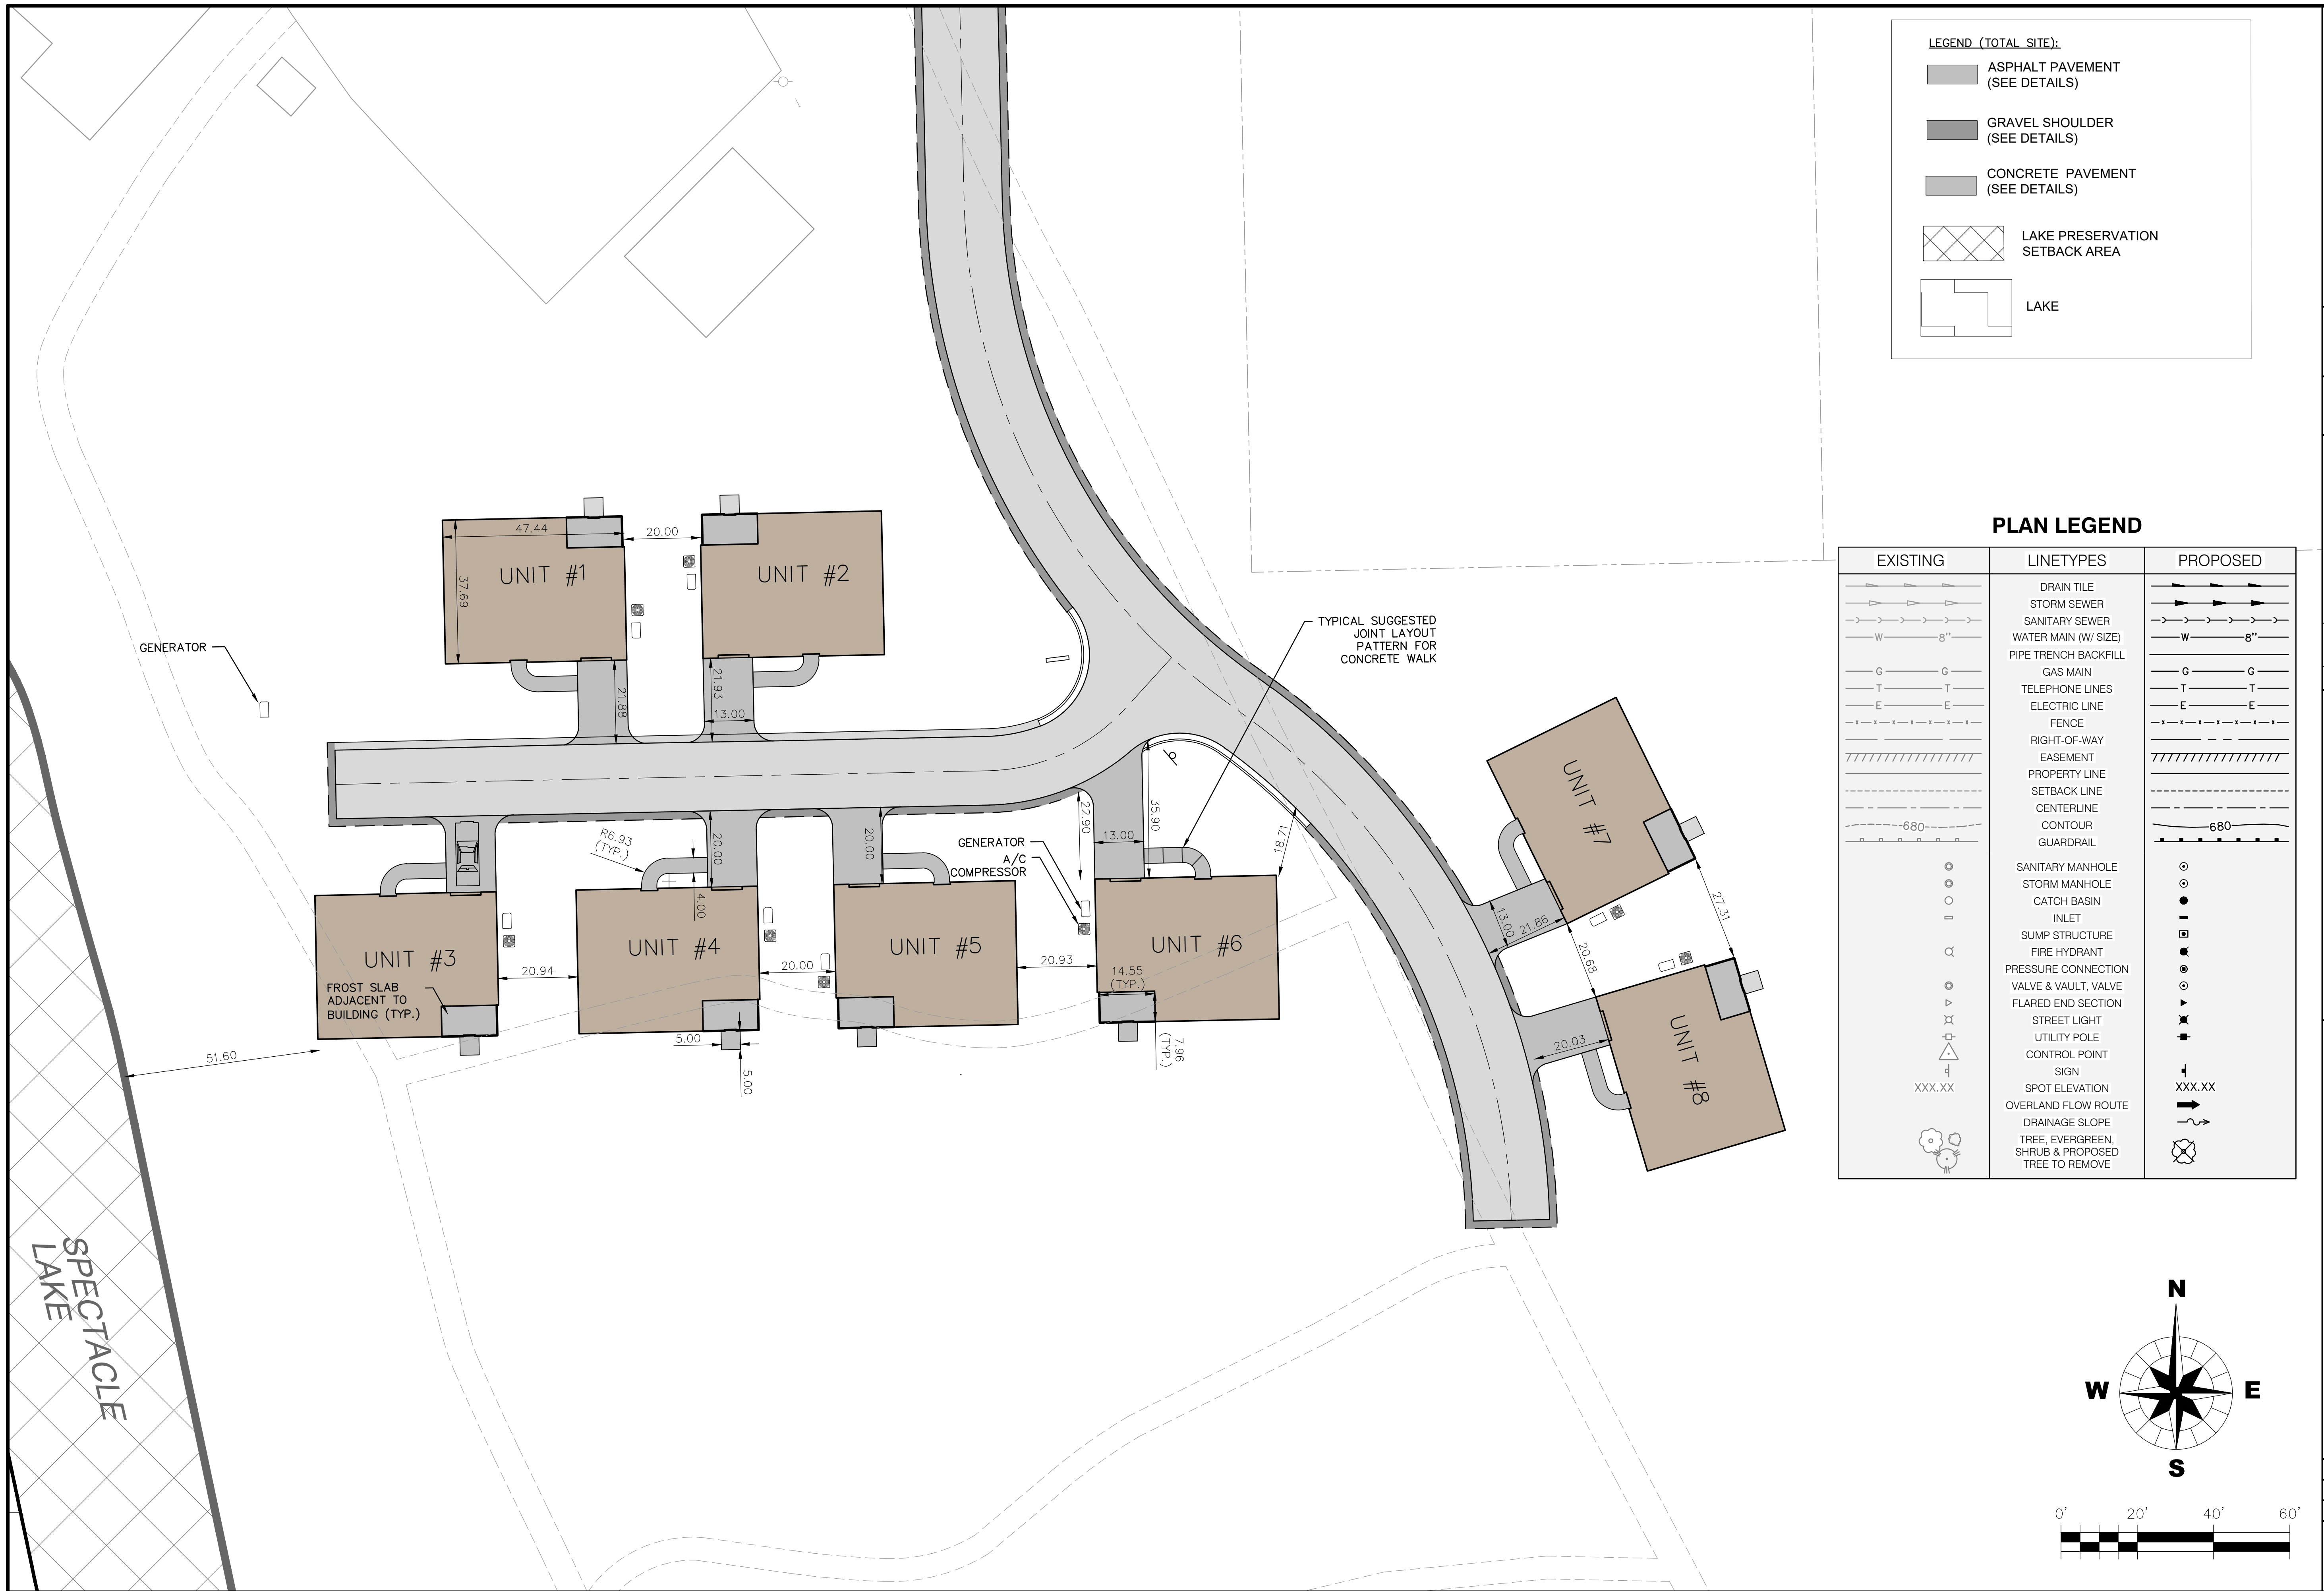 LEGEND (TOTAL SITE):
ASPHALT PAVEMENT
(SEE DETAILS)
GRAVEL SHOULDER
(SEE DETAILS)
CONCRETE PAVEMENT
(SEE DETAILS)
LAKE PRESERVATION
SETBACK AREA
LAKE
47.44
20.00
37.69
UNIT #1
UNIT #2
GENERATOR
21.88
21.93
13.00
TYPICAL SUGGESTED
JOINT LAYOUT
PATTERN FOR
CONCRETE WALK
R6.93
(TYP.)
20.00
20.00
4.00
GENERATOR
A/C
COMPRESSOR
22.90
13.00
35.90
18.71
UNIT #3
FROST SLAB
ADJACENT TO
BUILDING (TYP.)
20.94
UNIT #4
20.00
UNIT #5
20.93
UNIT #6
14.55
(TYP.)
7.96
(TYP.)
5.00
5.00
51.60
UNIT #7
13.00
21.86
27.31
20.68
20.03
UNIT #8
SPECTACLE
LAKE
PLAN LEGEND
EXISTING LINETYPES PROPOSED
DRAIN TILE
STORM SEWER
SANITARY SEWER
W 8'' WATER MAIN (W/ SIZE) W 8''
PIPE TRENCH BACKFILL
G G GAS MAIN G G
T T TELEPHONE LINES T T
E E ELECTRIC LINE E E
FENCE
RIGHT-OF-WAY
EASEMENT
PROPERTY LINE
SETBACK LINE
CENTERLINE
680 CONTOUR 680
GUARDRAIL
SANITARY MANHOLE
STORM MANHOLE
CATCH BASIN
INLET
SUMP STRUCTURE
FIRE HYDRANT
PRESSURE CONNECTION
VALVE & VAULT, VALVE
FLARED END SECTION
STREET LIGHT
UTILITY POLE
CONTROL POINT
SIGN
XXX.XX SPOT ELEVATION XXX.XX
OVERLAND FLOW ROUTE
DRAINAGE SLOPE
TREE, EVERGREEN,
SHRUB & PROPOSED
TREE TO REMOVE
N
W E
S
0' 20' 40' 60'